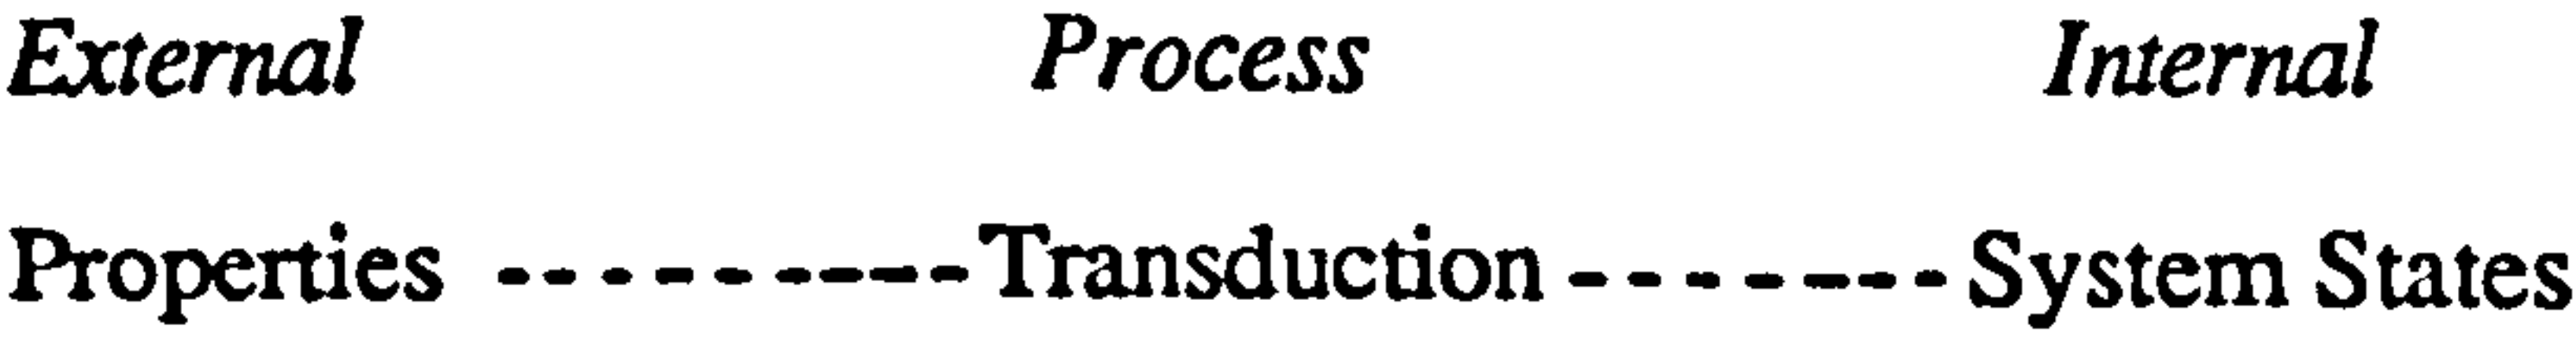 External Process Internal
Properties ---------Transduction-------System States